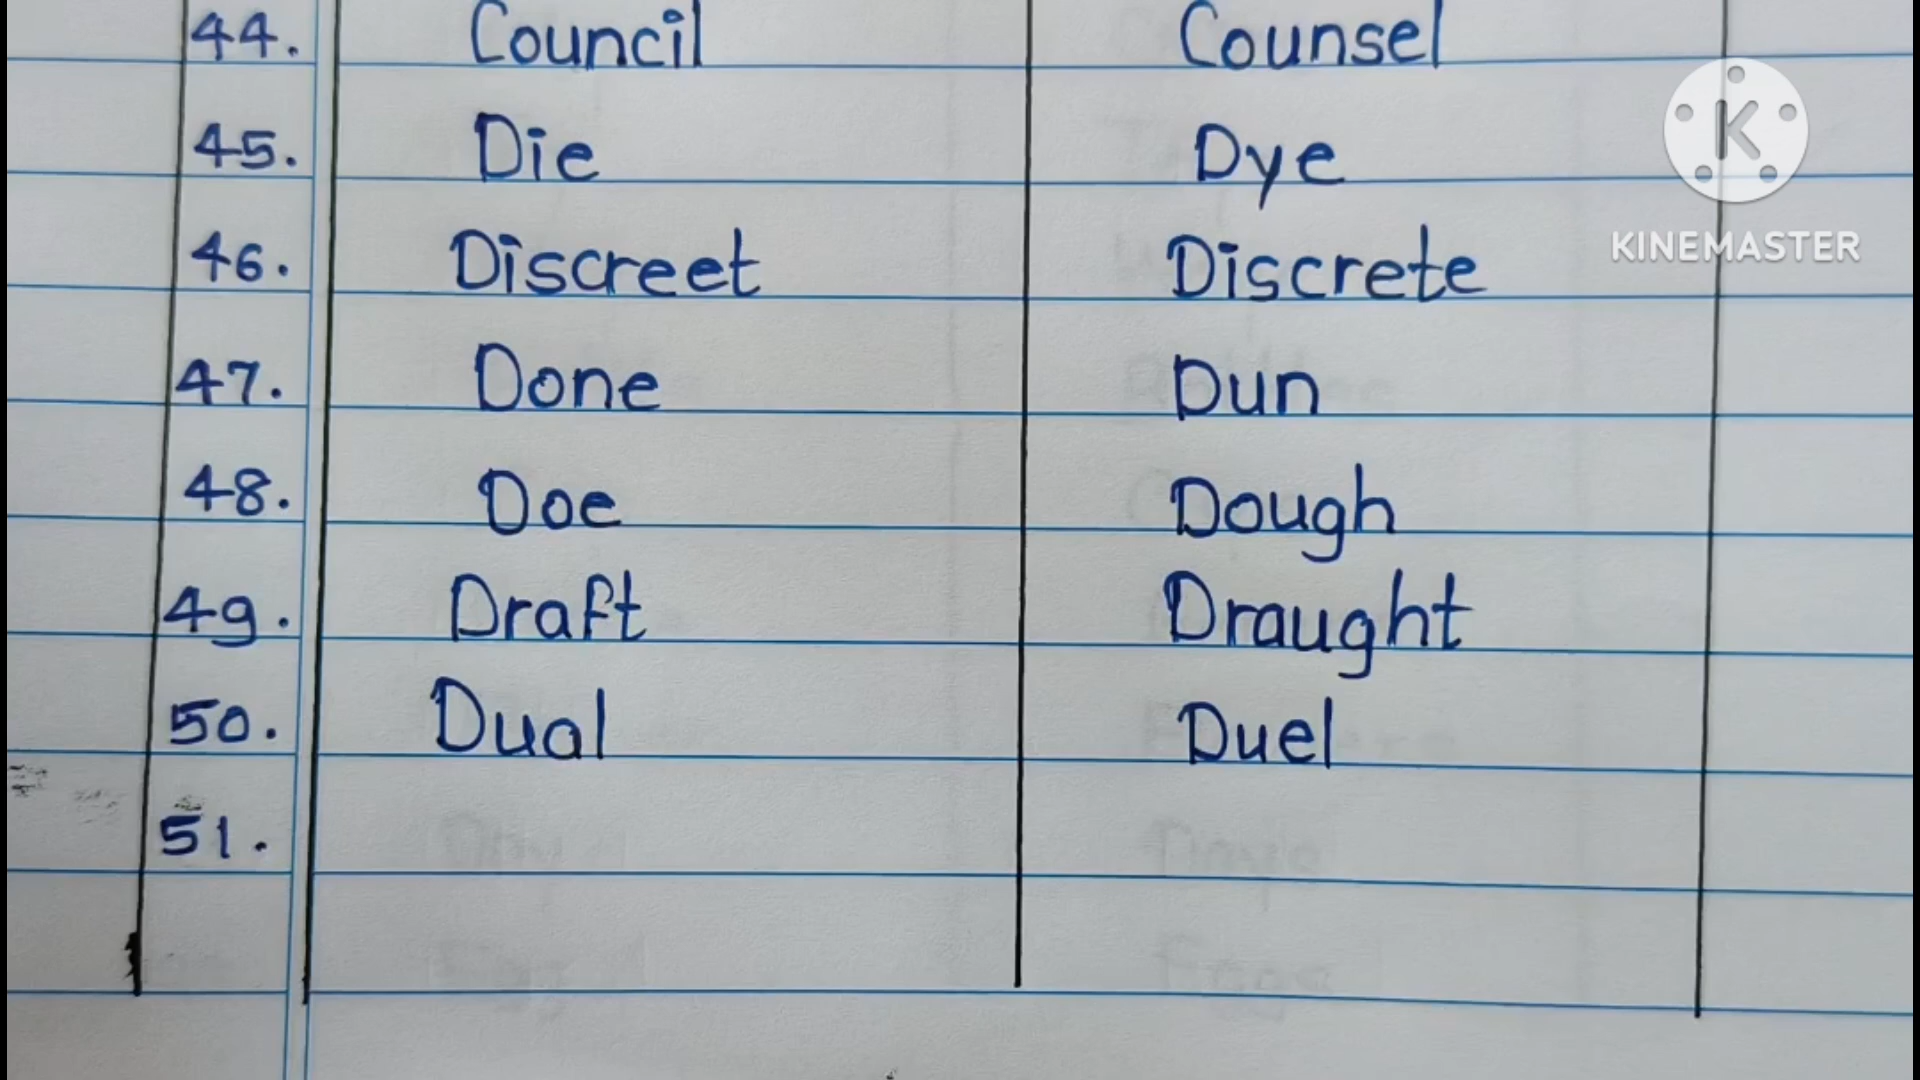 44. Council Counsel
45. Die Dye
46. Discreet Discrete
47. Done Dun
48. Doe Dough
49. Draft Draught
50. Dual Duel
51.
K
KINEMASTER